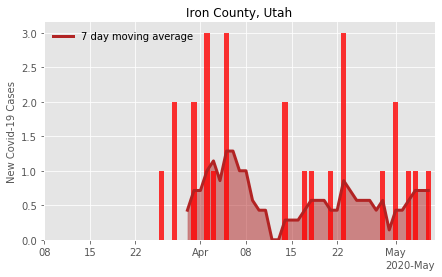 Iron County, Utah
7 day moving average
New Covid-19 Cases
3.0
2.5
2.0
1.5
1.0
0.5
0.0
08 15 22 Apr 08 15 22 May
2020-May